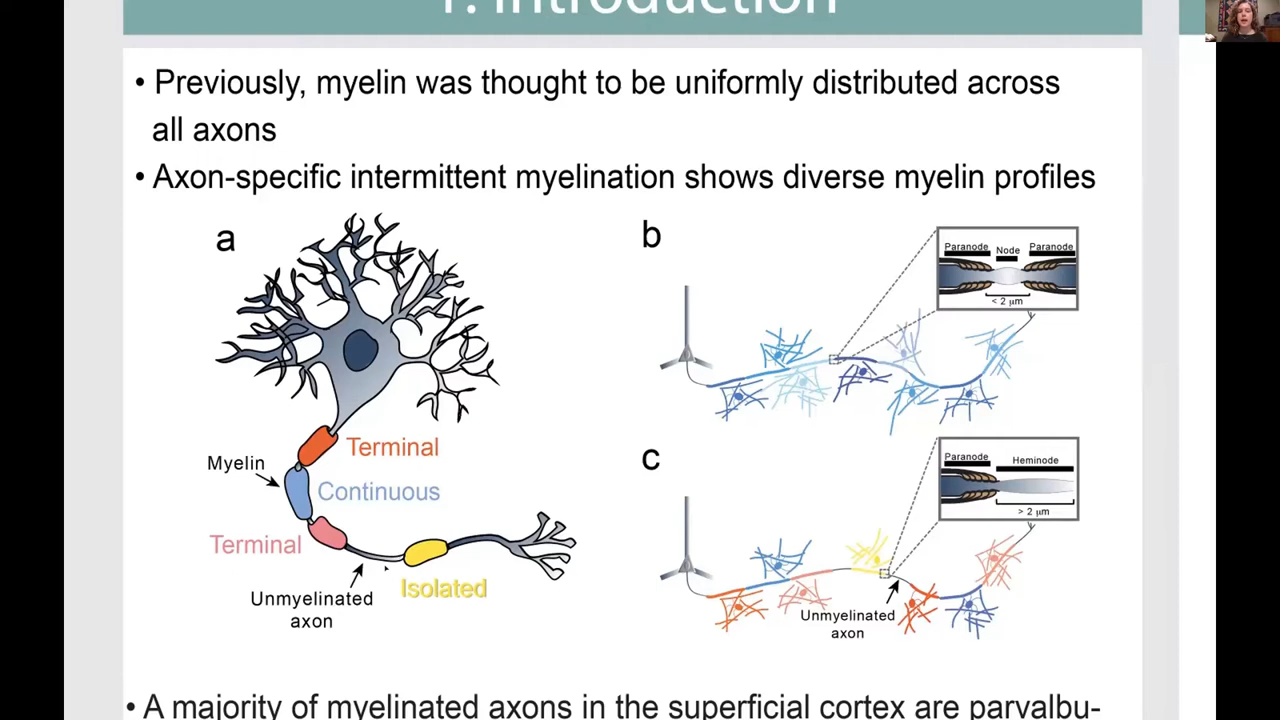 1. Introduction
• Previously, myelin was thought to be uniformly distributed across
all axons
• Axon-specific intermittent myelination shows diverse myelin profiles
a
Terminal
Myelin
Continuous
Terminal
Isolated
Unmyelinated
axon
b
Paranode Node Paranode
< 2 μm
c
Paranode Heminode
> 2 μm
Unmyelinated
axon
• A majority of myelinated axons in the superficial cortex are parvalbu-